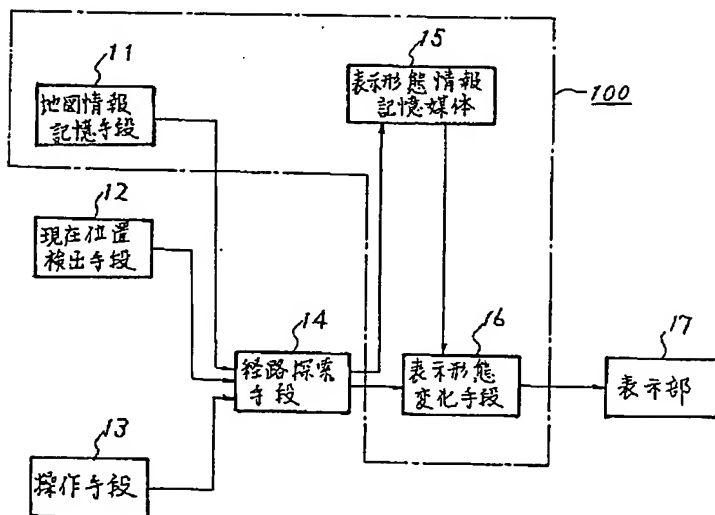 11
地図情報
記憶手段
15
表示形態情報
記憶媒体
100
12
現在位置
検出手段
14
経路探索
手段
16
表示形態
変化手段
17
表示部
13
操作手段